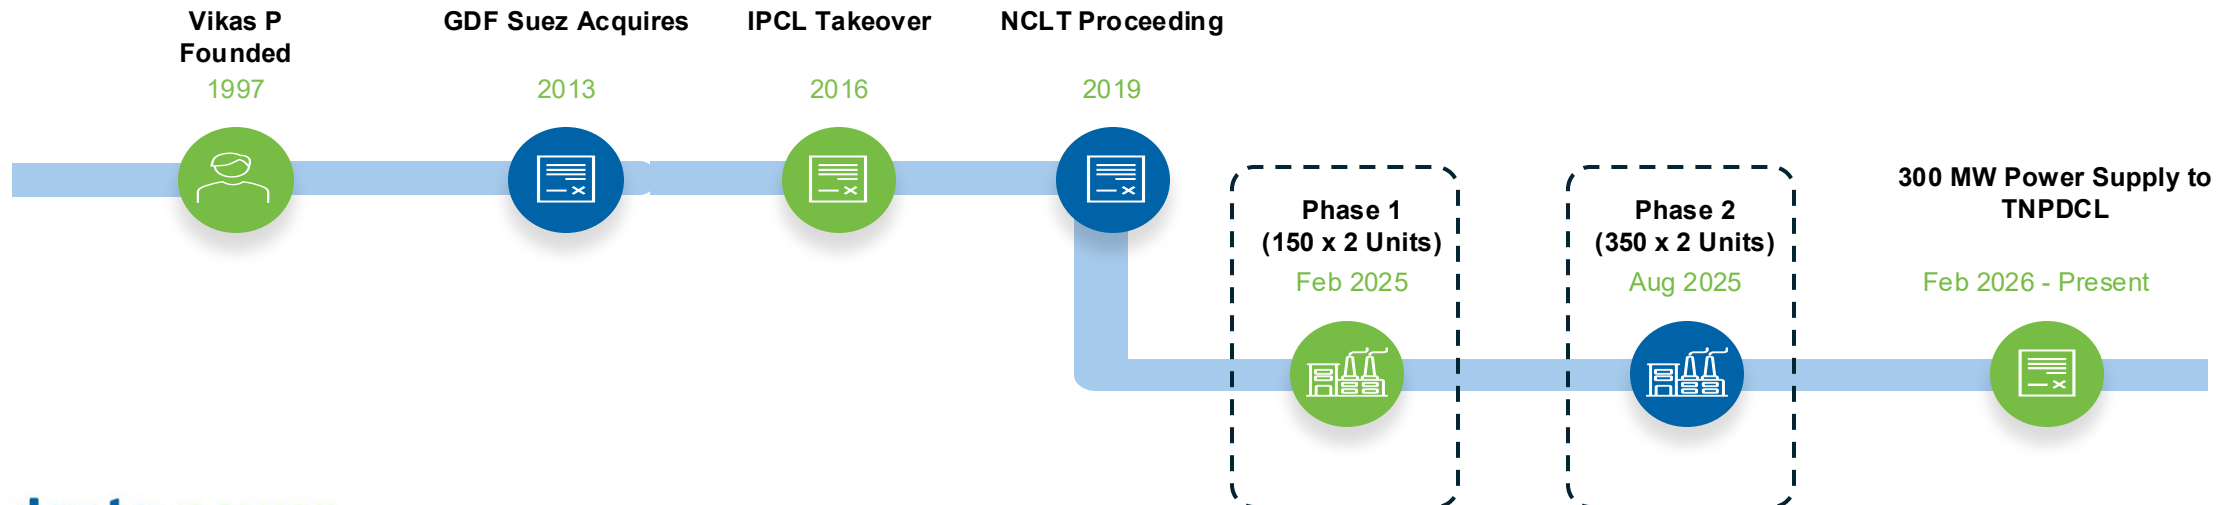 Vikas P
Founded
1997
GDF Suez Acquires
2013
IPCL Takeover
2016
NCLT Proceeding
2019
Phase 1
(150 x 2 Units)
Feb 2025
Phase 2
(350 x 2 Units)
Aug 2025
300 MW Power Supply to
TNPDCL
Feb 2026 - Present